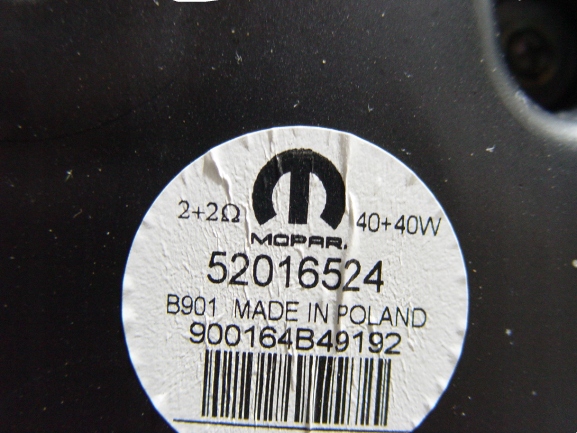 2+2Ω 40+40W
MOPAR.
52016524
B901 MADE IN POLAND
900164B49192